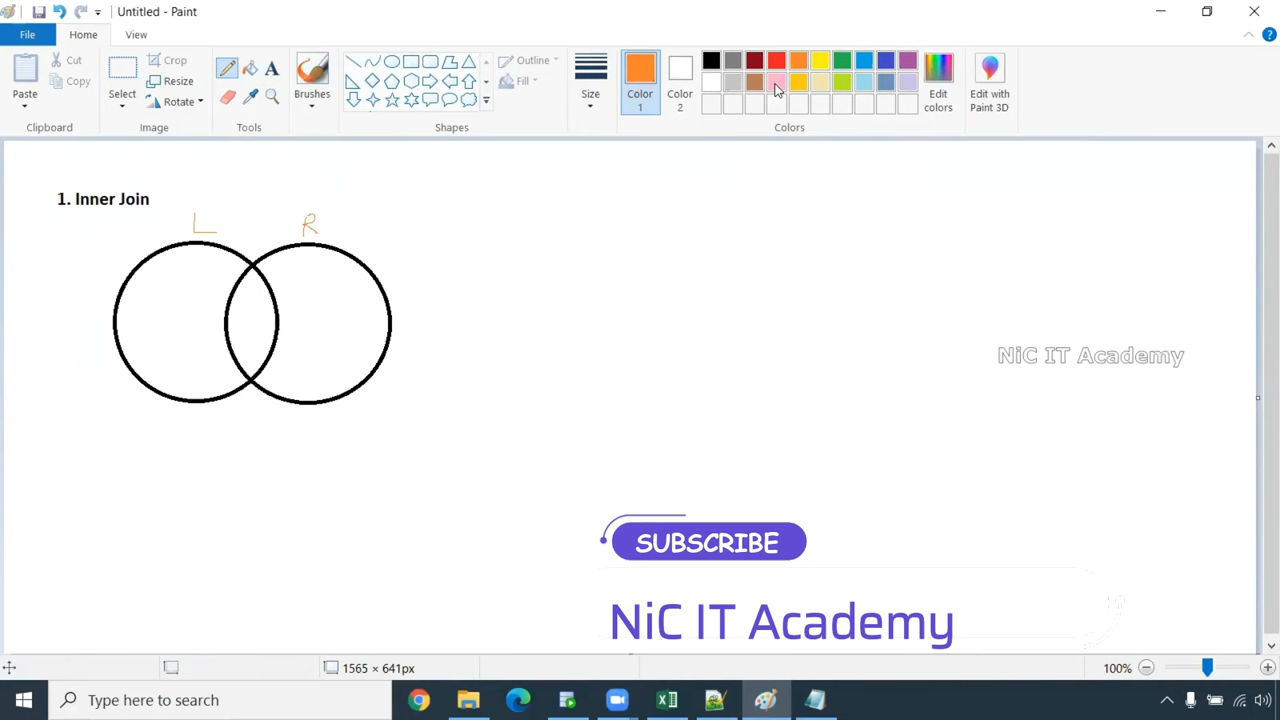 Untitled - Paint
File
Home
View
Paste
Cut
Copy
Clipboard
Select
Crop
Resize
Rotate
Image
Tools
A
Brushes
Outline
Fill
Shapes
Size
Color
1
Color
2
Edit
colors
Colors
Edit with
Paint 3D
1. Inner Join
L R
NiC IT Academy
SUBSCRIBE
NiC IT Academy
1565 × 641px
100%
Type here to search